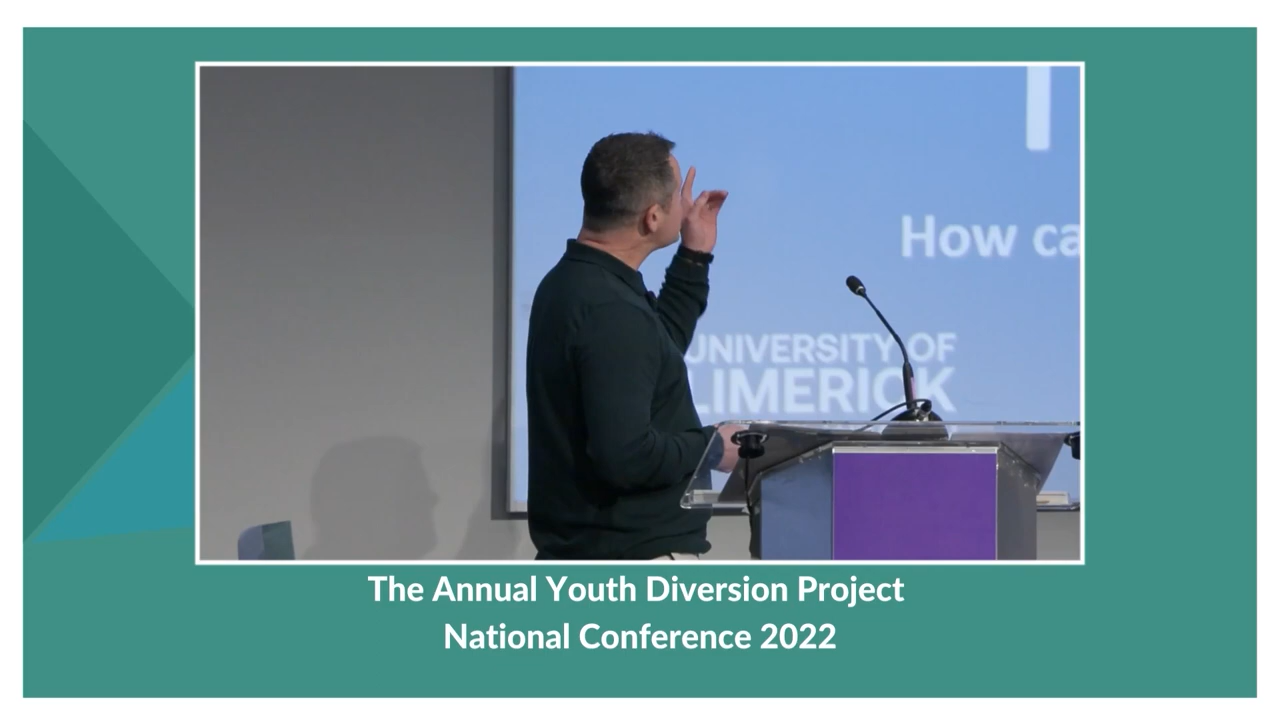 How ca
UNIVERSITY OF
LIMERICK
The Annual Youth Diversion Project
National Conference 2022